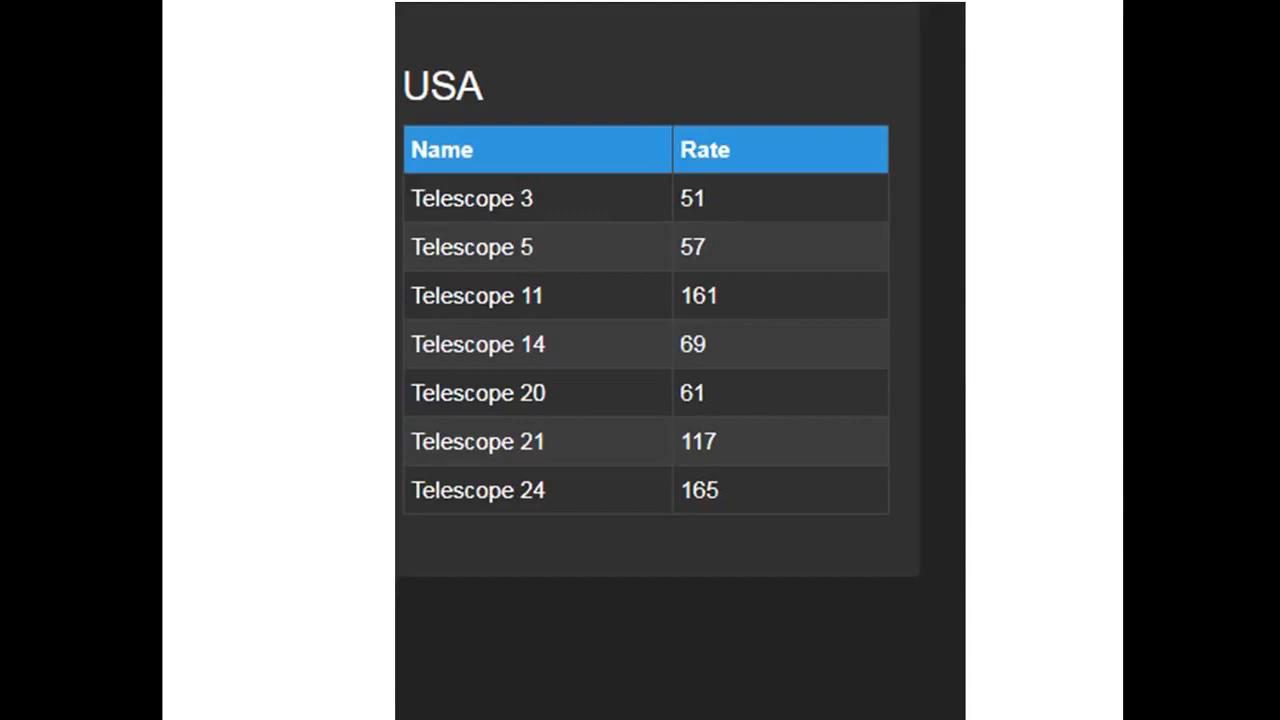 USA
Name Rate
Telescope 3 51
Telescope 5 57
Telescope 11 161
Telescope 14 69
Telescope 20 61
Telescope 21 117
Telescope 24 165